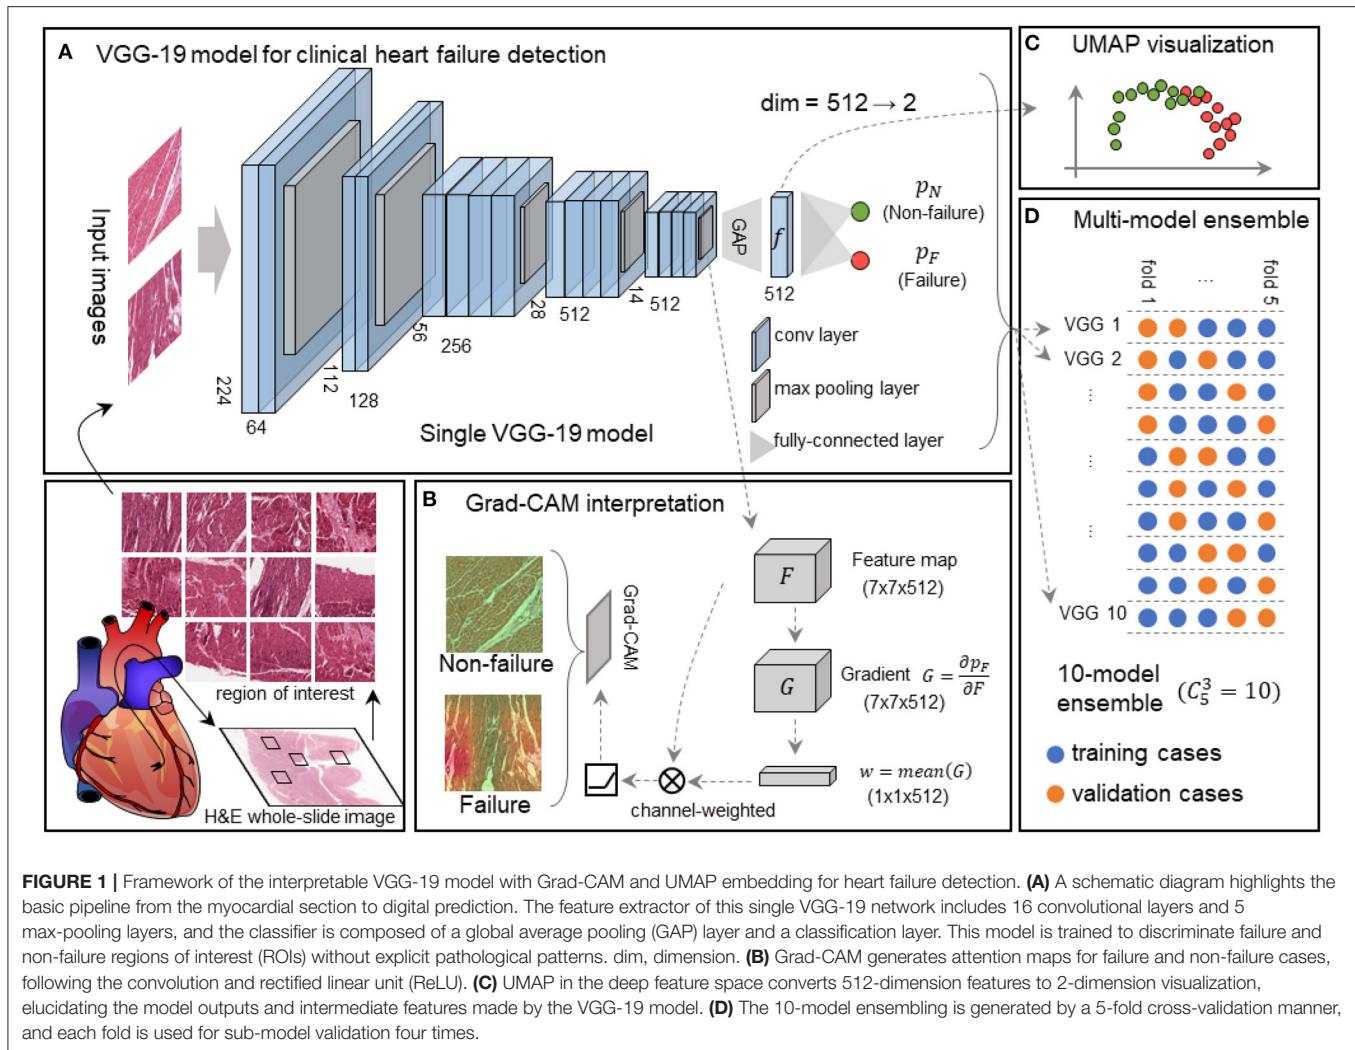 A
VGG-19 model for clinical heart failure detection
Input images
224
64
112
128
56
256
28
512
14
512
GAP
f
512
dim = 512 → 2
p_N
(Non-failure)
p_F
(Failure)
conv layer
max pooling layer
fully-connected layer
Single VGG-19 model
region of interest
H&E whole-slide image
B
Grad-CAM interpretation
Non-failure
Failure
Grad-CAM
F
Feature map
(7x7x512)
G
Gradient G = ∂p_F/∂F
(7x7x512)
w = mean(G)
(1x1x512)
channel-weighted
C
UMAP visualization
D
Multi-model ensemble
fold 1
...
fold 5
VGG 1
VGG 2
⋮
⋮
⋮
VGG 10
10-model
ensemble (C_5^3 = 10)
training cases
validation cases
FIGURE 1 | Framework of the interpretable VGG-19 model with Grad-CAM and UMAP embedding for heart failure detection. (A) A schematic diagram highlights the
basic pipeline from the myocardial section to digital prediction. The feature extractor of this single VGG-19 network includes 16 convolutional layers and 5
max-pooling layers, and the classifier is composed of a global average pooling (GAP) layer and a classification layer. This model is trained to discriminate failure and
non-failure regions of interest (ROIs) without explicit pathological patterns. dim, dimension. (B) Grad-CAM generates attention maps for failure and non-failure cases,
following the convolution and rectified linear unit (ReLU). (C) UMAP in the deep feature space converts 512-dimension features to 2-dimension visualization,
elucidating the model outputs and intermediate features made by the VGG-19 model. (D) The 10-model ensembling is generated by a 5-fold cross-validation manner,
and each fold is used for sub-model validation four times.